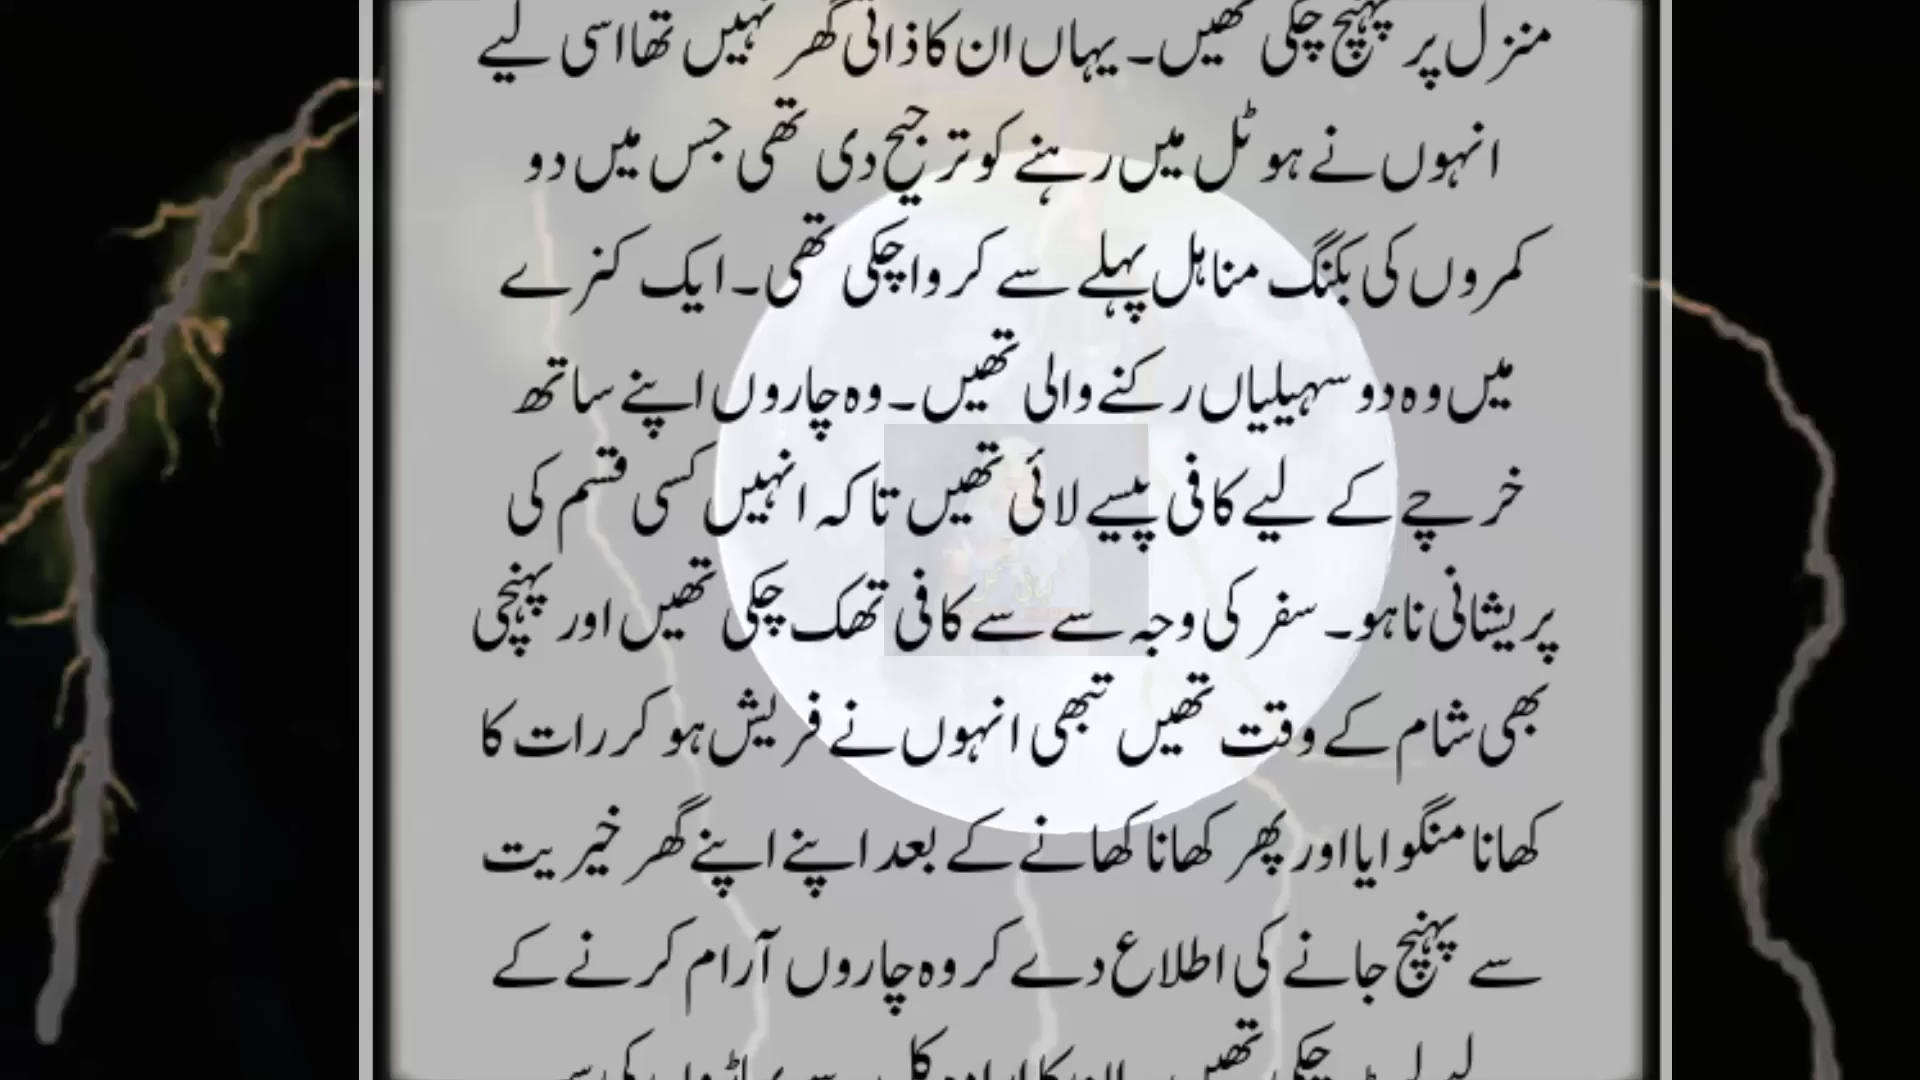 منزل پر پہنچ چکی تھیں۔ یہاں ان کا ذاتی گھر نہیں تھا اسی لیے
انہوں نے ہوٹل میں رہنے کو ترجیح دی تھی جس میں دو
کمروں کی بکنگ مناہل پہلے سے کروا چکی تھی۔ ایک کنرے
میں وہ دو سہیلیاں رکنے والی تھیں۔ وہ چاروں اپنے ساتھ
خرچے کے لیے کافی پیسے لائی تھیں تاکہ انہیں کسی قسم کی
پریشانی نا ہو۔ سفر کی وجہ سے سے کافی تھک چکی تھیں اور پہنچی
بھی شام کے وقت تھیں تبھی انہوں نے فریش ہو کر رات کا
کھانا منگوایا اور پھر کھانا کھانے کے بعد اپنے اپنے گھر خیریت
سے پہنچ جانے کی اطلاع دے کر وہ چاروں آرام کرنے کے
چکی تھیں